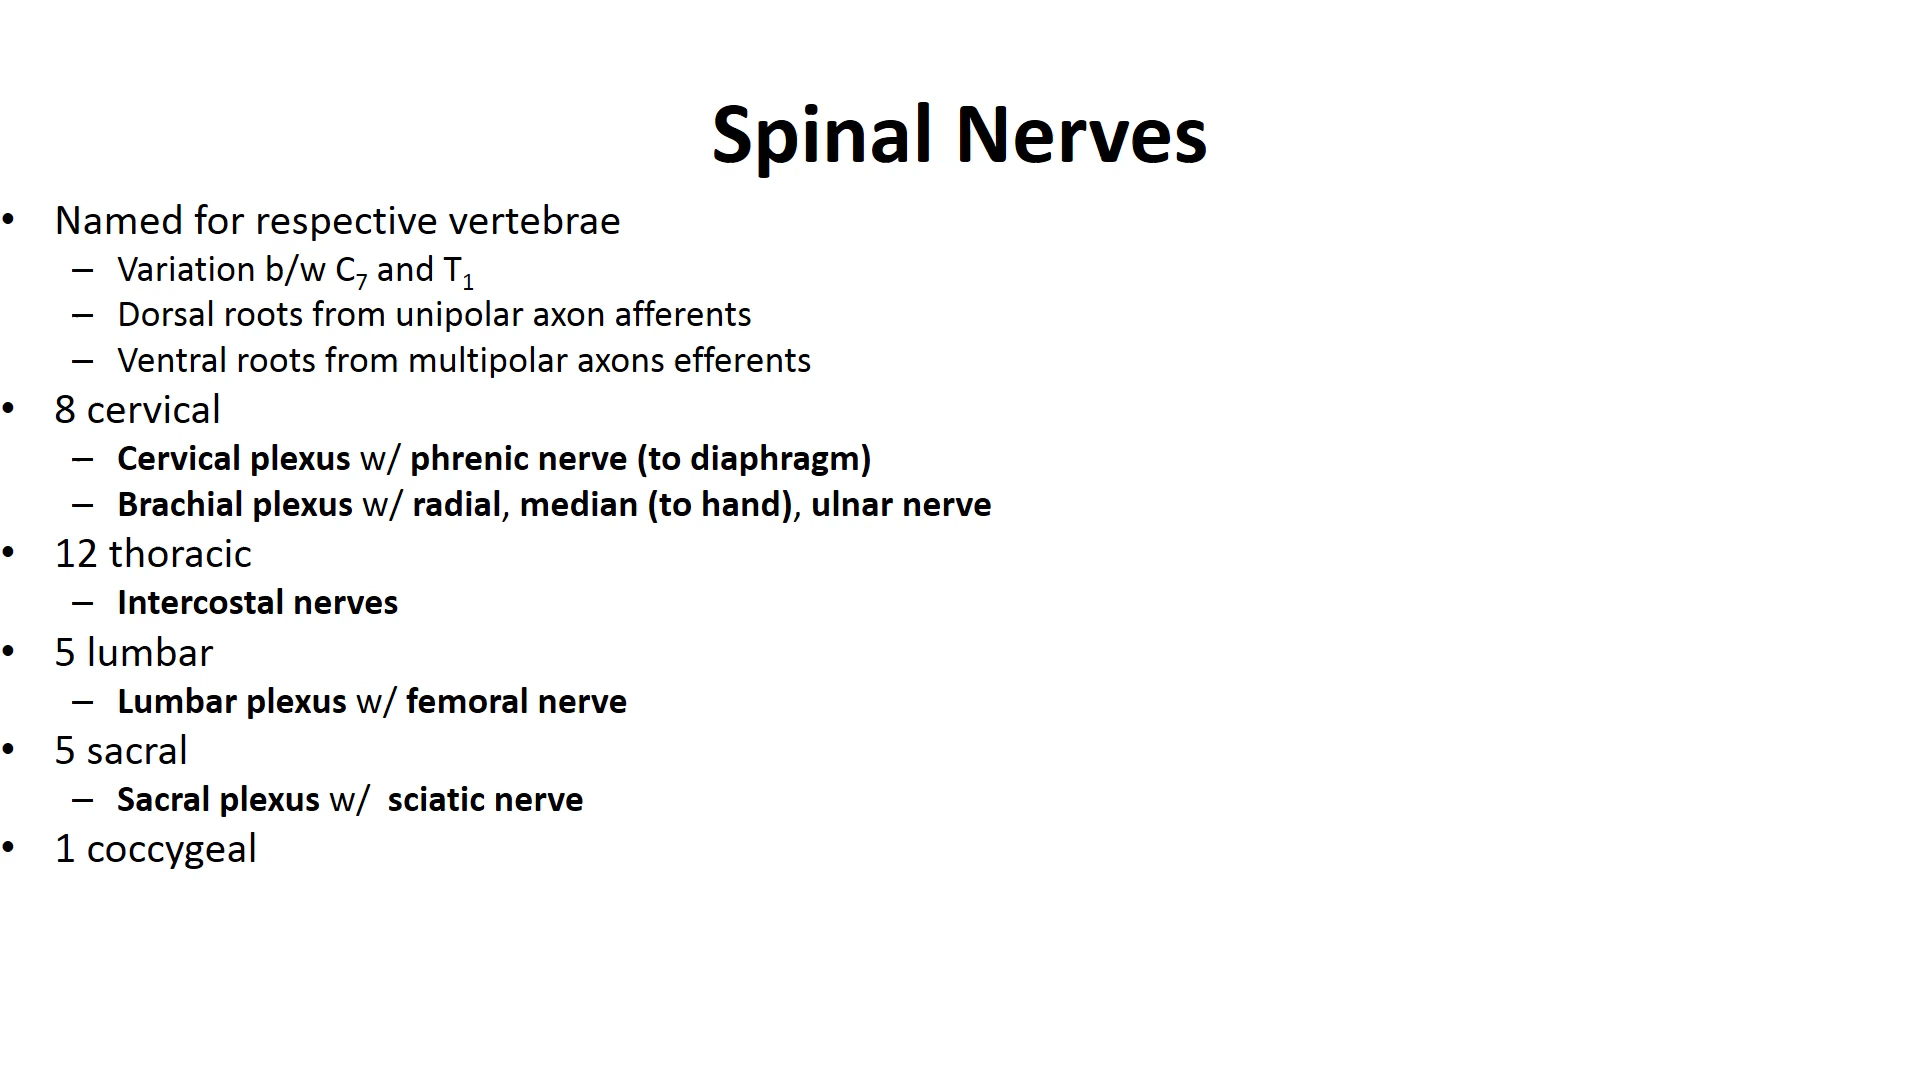 Spinal Nerves
• Named for respective vertebrae
– Variation b/w C₇ and T₁
– Dorsal roots from unipolar axon afferents
– Ventral roots from multipolar axons efferents
• 8 cervical
– Cervical plexus w/ phrenic nerve (to diaphragm)
– Brachial plexus w/ radial, median (to hand), ulnar nerve
• 12 thoracic
– Intercostal nerves
• 5 lumbar
– Lumbar plexus w/ femoral nerve
• 5 sacral
– Sacral plexus w/ sciatic nerve
• 1 coccygeal